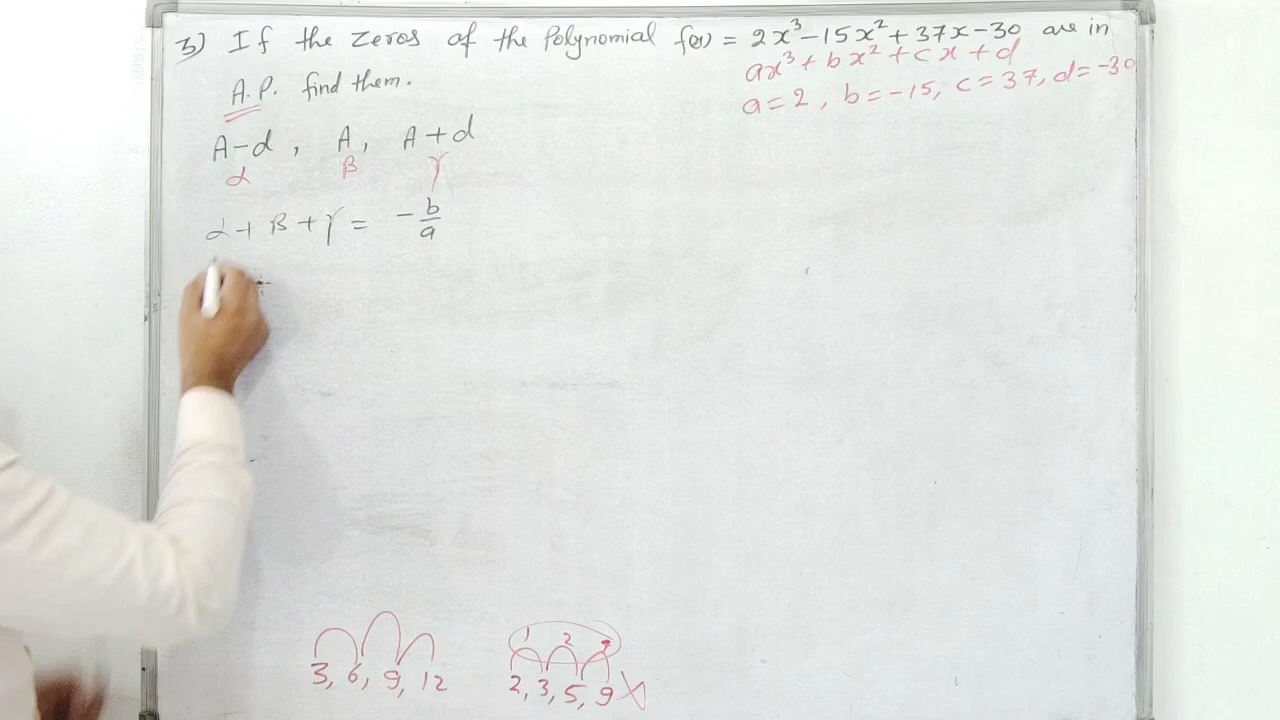 3) If the zeros of the Polynomial f(x) = 2x³-15x²+37x-30 are in
ax³+bx²+cx+d
A.P. find them.
a=2, b=-15, c=37, d=-30
A-d, A, A+d
α β γ
α+β+γ = -b/a
1 2
3, 6, 9, 12 2, 3, 5, 9